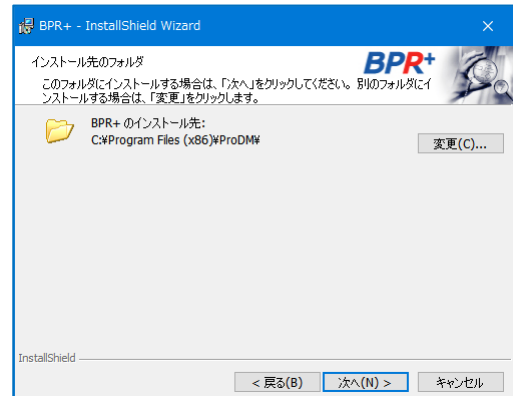 BPR+ - InstallShield Wizard
インストール先のフォルダ
BPR+
このフォルダにインストールする場合は、「次へ」をクリックしてください。別のフォルダにイ
ンストールする場合は、「変更」をクリックします。
BPR+ のインストール先:
C:¥Program Files (x86)¥ProDM¥
変更(C)...
InstallShield
< 戻る(B)
次へ(N) >
キャンセル